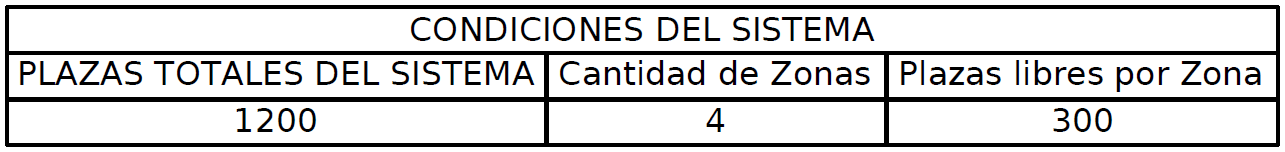 CONDICIONES DEL SISTEMA
PLAZAS TOTALES DEL SISTEMA Cantidad de Zonas Plazas libres por Zona
1200 4 300